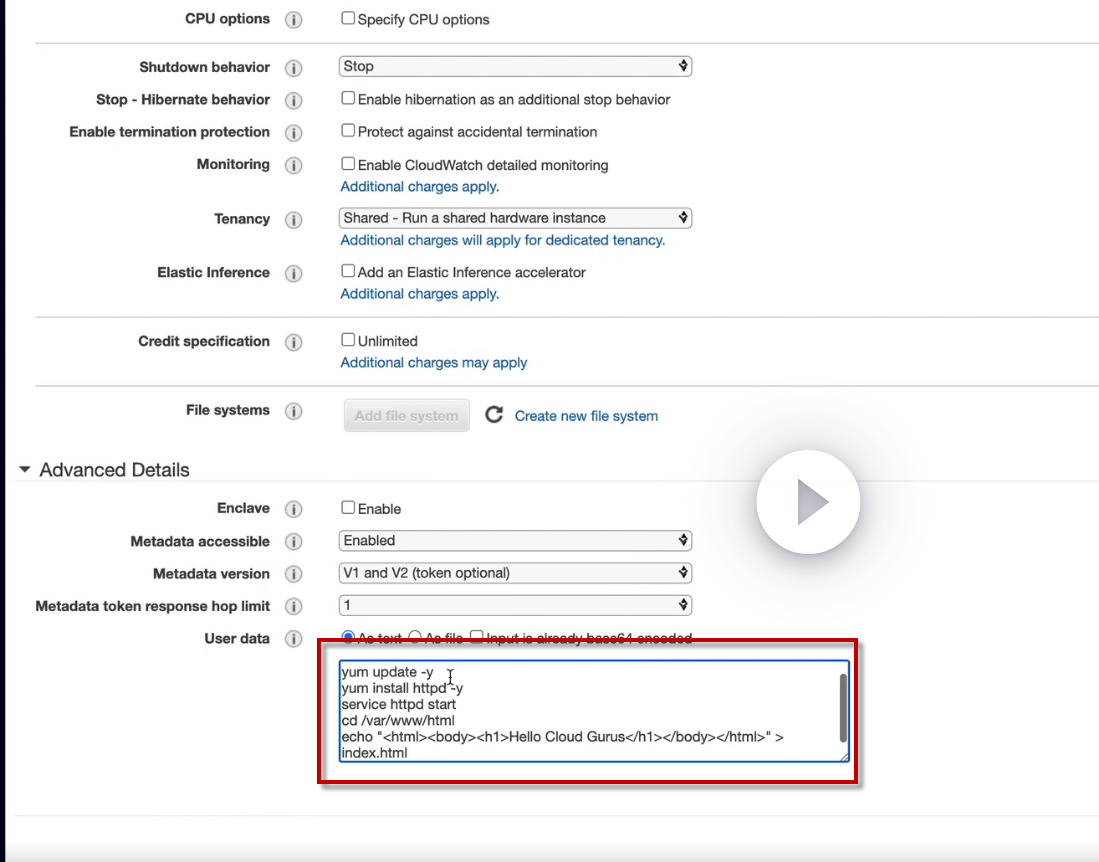 CPU options i Specify CPU options
Shutdown behavior i Stop
Stop - Hibernate behavior i Enable hibernation as an additional stop behavior
Enable termination protection i Protect against accidental termination
Monitoring i Enable CloudWatch detailed monitoring
Additional charges apply.
Tenancy i Shared - Run a shared hardware instance
Additional charges will apply for dedicated tenancy.
Elastic Inference i Add an Elastic Inference accelerator
Additional charges apply.
Credit specification i Unlimited
Additional charges may apply
File systems i Add file system Create new file system
Advanced Details
Enclave i Enable
Metadata accessible i Enabled
Metadata version i V1 and V2 (token optional)
Metadata token response hop limit i 1
User data i As text As file Input is already base64 encoded
yum update -y
yum install httpd -y
service httpd start
cd /var/www/html
echo "<html><body><h1>Hello Cloud Gurus</h1></body></html>" >
index.html